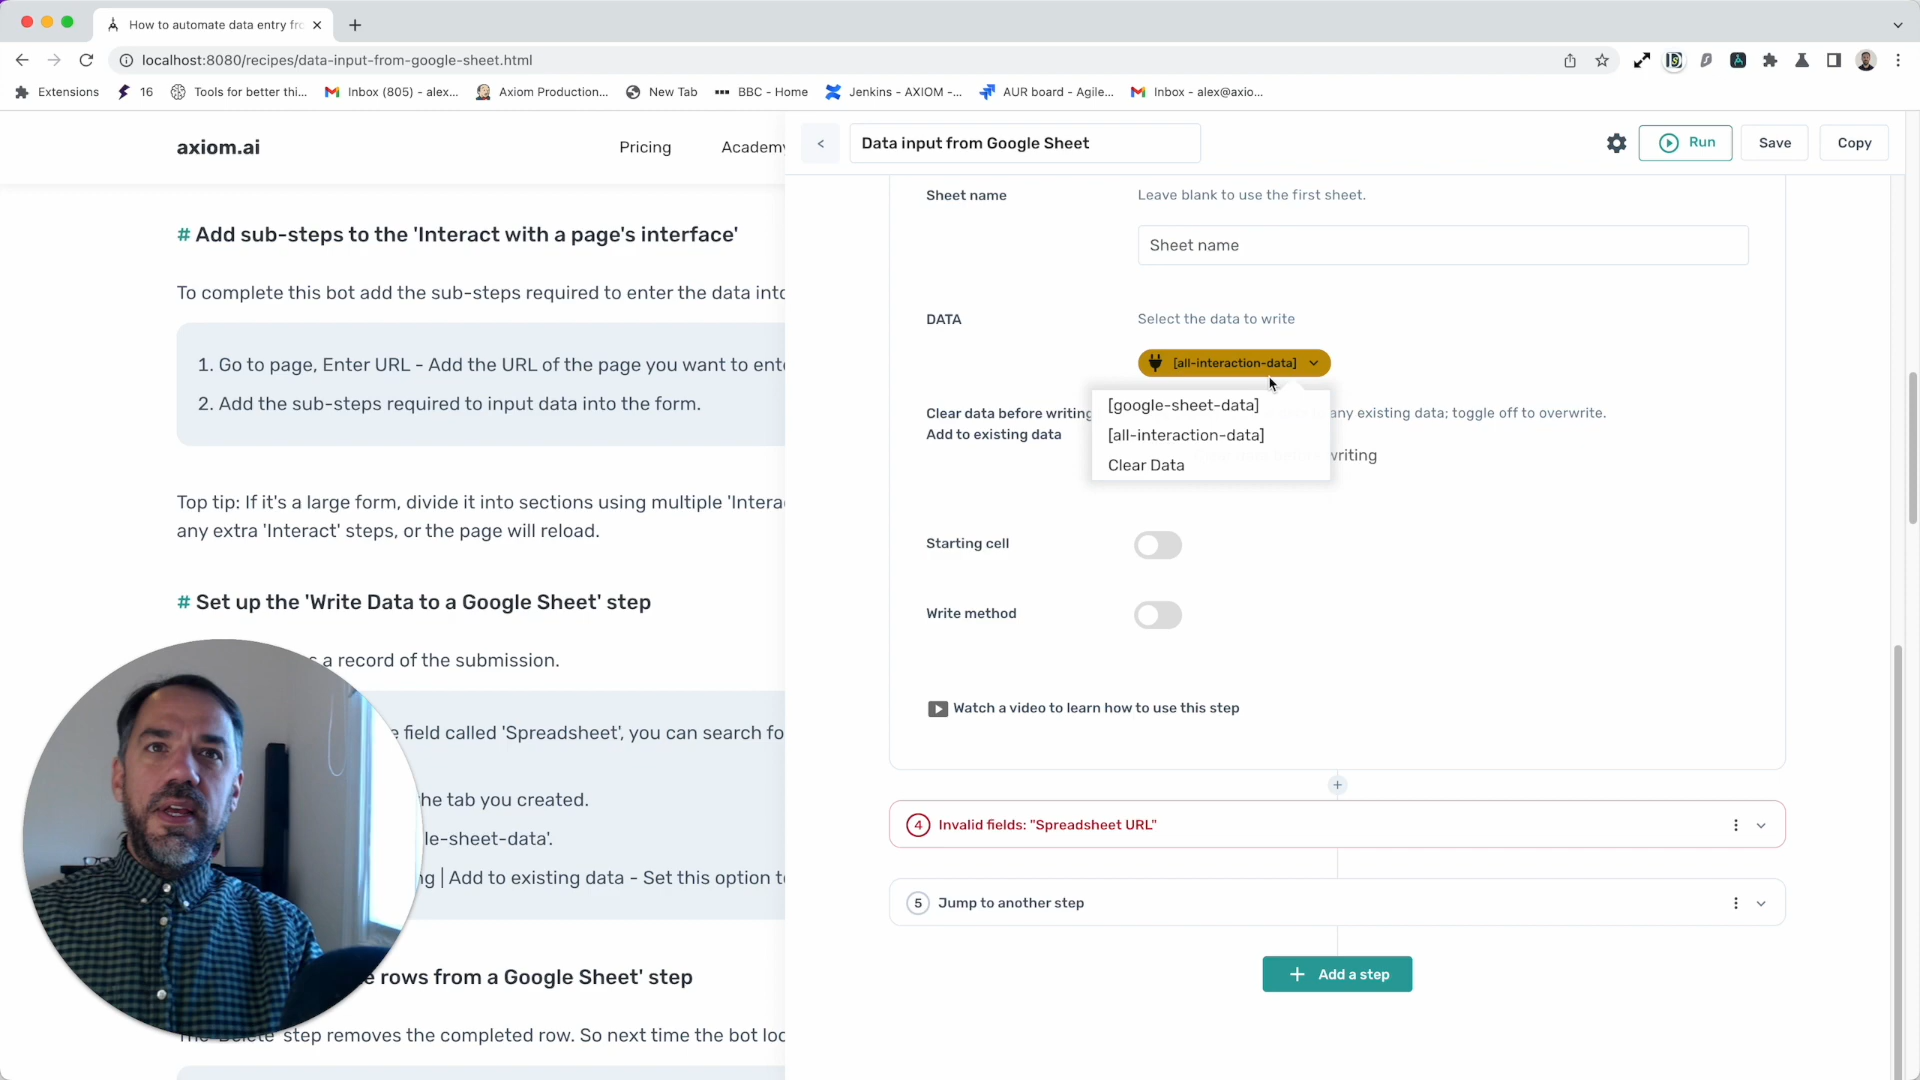 How to automate data entry fro
localhost:8080/recipes/data-input-from-google-sheet.html
Extensions
16
Tools for better thi...
Inbox (805) - alex...
Axiom Production...
New Tab
BBC - Home
Jenkins - AXIOM -...
AUR board - Agile...
Inbox - alex@axio...
axiom.ai
Pricing
Academy
# Add sub-steps to the 'Interact with a page's interface'
To complete this bot add the sub-steps required to enter the data into
1. Go to page, Enter URL - Add the URL of the page you want to ente
2. Add the sub-steps required to input data into the form.
Top tip: If it's a large form, divide it into sections using multiple 'Intera
any extra 'Interact' steps, or the page will reload.
# Set up the 'Write Data to a Google Sheet' step
a record of the submission.
field called 'Spreadsheet', you can search fo
the tab you created.
le-sheet-data'.
ng | Add to existing data - Set this option to
rows from a Google Sheet' step
'Delete' step removes the completed row. So next time the bot loo
<
Data input from Google Sheet
Run
Save
Copy
Sheet name
Leave blank to use the first sheet.
Sheet name
DATA
Select the data to write
[all-interaction-data]
[google-sheet-data]
[all-interaction-data]
Clear Data
Clear data before writing
Add to existing data
any existing data; toggle off to overwrite.
writing
Starting cell
Write method
Watch a video to learn how to use this step
+
4 Invalid fields: "Spreadsheet URL"
5 Jump to another step
+ Add a step